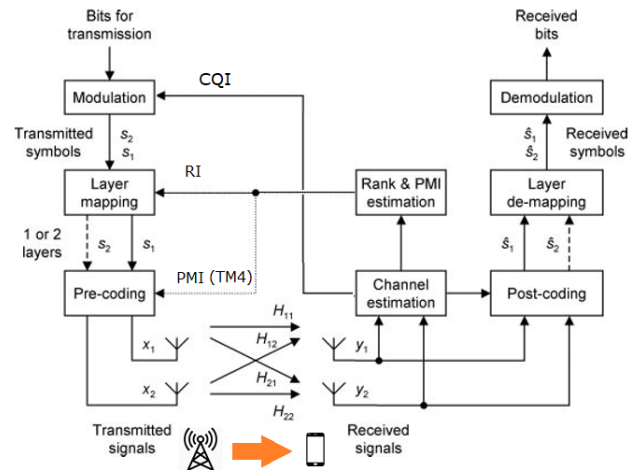 Bits for
transmission
Received
bits
CQI
Modulation
Demodulation
Transmitted
symbols
s2
s1
ŝ1
ŝ2
Received
symbols
RI
Layer
mapping
Rank & PMI
estimation
Layer
de-mapping
1 or 2
layers
s2
s1
ŝ1
ŝ2
PMI (TM4)
Pre-coding
Channel
estimation
Post-coding
H11
H12
x1
y1
H21
x2
y2
H22
Transmitted
signals
Received
signals